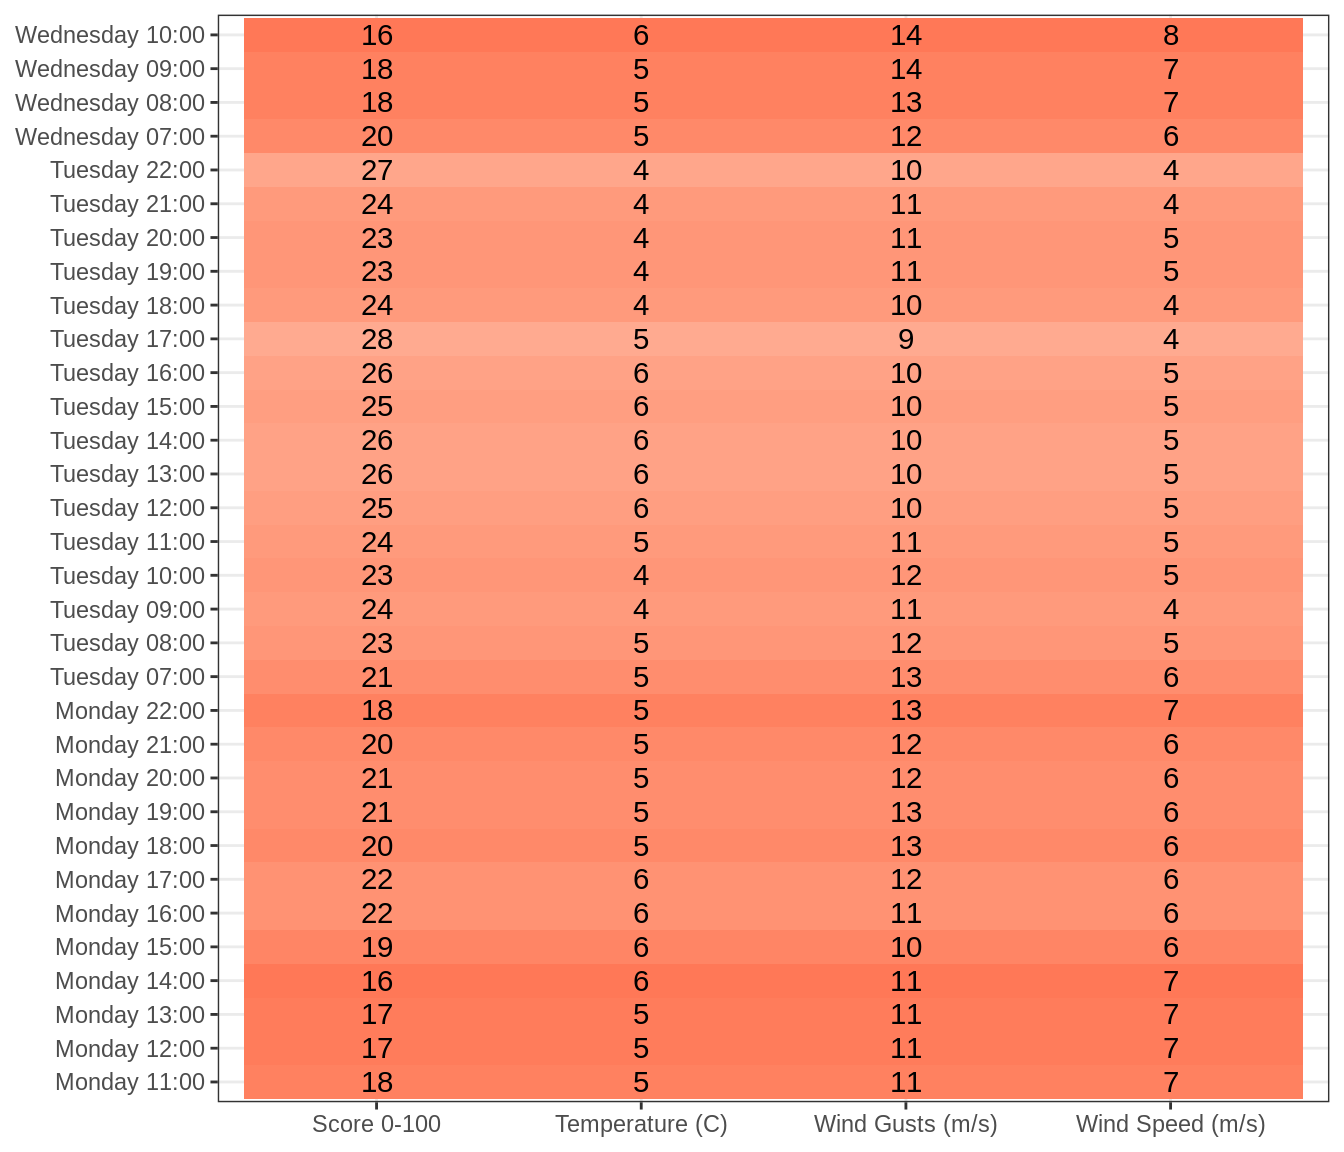 Wednesday 10:00 16 6 14 8
Wednesday 09:00 18 5 14 7
Wednesday 08:00 18 5 13 7
Wednesday 07:00 20 5 12 6
Tuesday 22:00 27 4 10 4
Tuesday 21:00 24 4 11 4
Tuesday 20:00 23 4 11 5
Tuesday 19:00 23 4 11 5
Tuesday 18:00 24 4 10 4
Tuesday 17:00 28 5 9 4
Tuesday 16:00 26 6 10 5
Tuesday 15:00 25 6 10 5
Tuesday 14:00 26 6 10 5
Tuesday 13:00 26 6 10 5
Tuesday 12:00 25 6 10 5
Tuesday 11:00 24 5 11 5
Tuesday 10:00 23 4 12 5
Tuesday 09:00 24 4 11 4
Tuesday 08:00 23 5 12 5
Tuesday 07:00 21 5 13 6
Monday 22:00 18 5 13 7
Monday 21:00 20 5 12 6
Monday 20:00 21 5 12 6
Monday 19:00 21 5 13 6
Monday 18:00 20 5 13 6
Monday 17:00 22 6 12 6
Monday 16:00 22 6 11 6
Monday 15:00 19 6 10 6
Monday 14:00 16 6 11 7
Monday 13:00 17 5 11 7
Monday 12:00 17 5 11 7
Monday 11:00 18 5 11 7
Score 0-100 Temperature (C) Wind Gusts (m/s) Wind Speed (m/s)